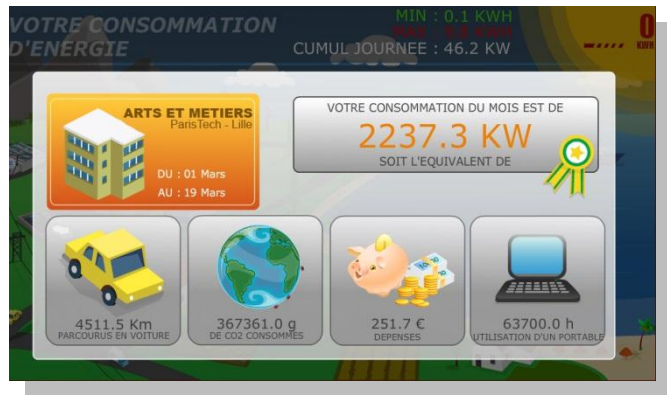 VOTRE CONSOMMATION
D'ENERGIE
MIN : 0.1 KWH
CUMUL JOURNEE : 46.2 KW
0
KWH
ARTS ET METIERS
ParisTech - Lille
DU : 01 Mars
AU : 19 Mars
VOTRE CONSOMMATION DU MOIS EST DE
2237.3 KW
SOIT L'EQUIVALENT DE
4511.5 Km
PARCOURUS EN VOITURE
367361.0 g
DE CO2 CONSOMMÉS
251.7 €
DEPENSES
63700.0 h
UTILISATION D'UN PORTABLE